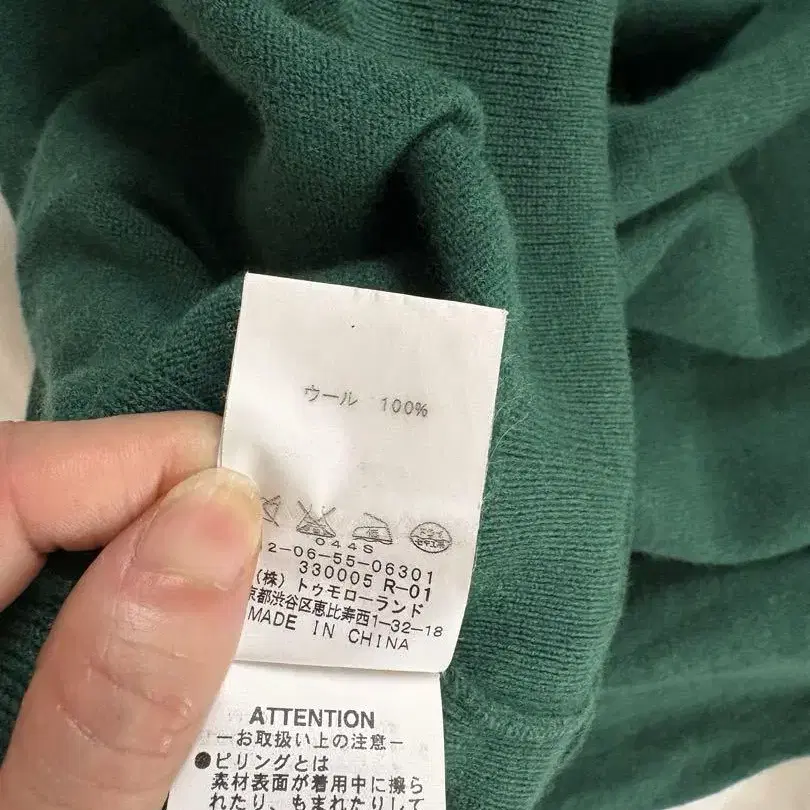 ウール 100%
044S
2-06-55-06301
330005 R-01
(株) トゥモローランド
京都渋谷区恵比寿西1-32-18
MADE IN CHINA
ATTENTION
―お取扱い上の注意―
●ピリングとは
素材表面が着用中に擦ら
れたり、もまれたりして